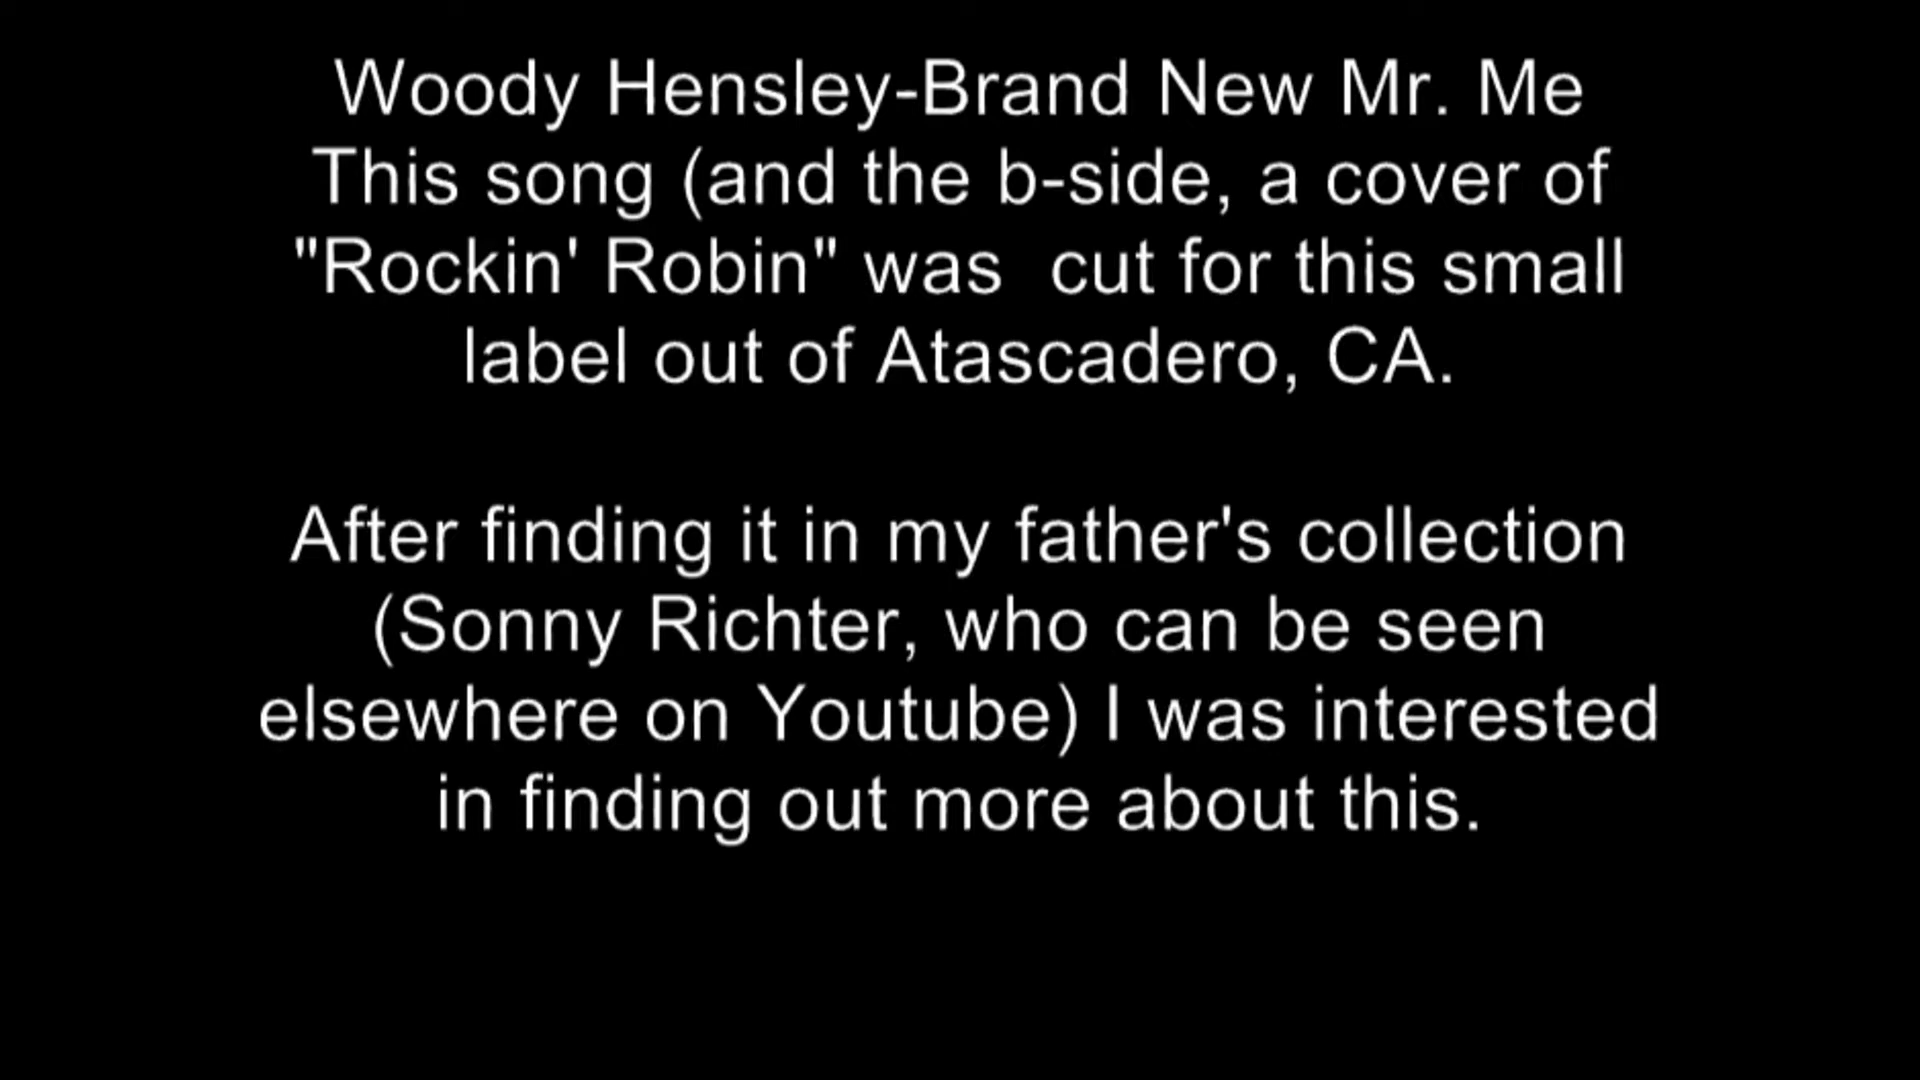 Woody Hensley-Brand New Mr. Me
This song (and the b-side, a cover of
"Rockin' Robin" was  cut for this small
label out of Atascadero, CA.

After finding it in my father's collection
(Sonny Richter, who can be seen
elsewhere on Youtube) I was interested
in finding out more about this.